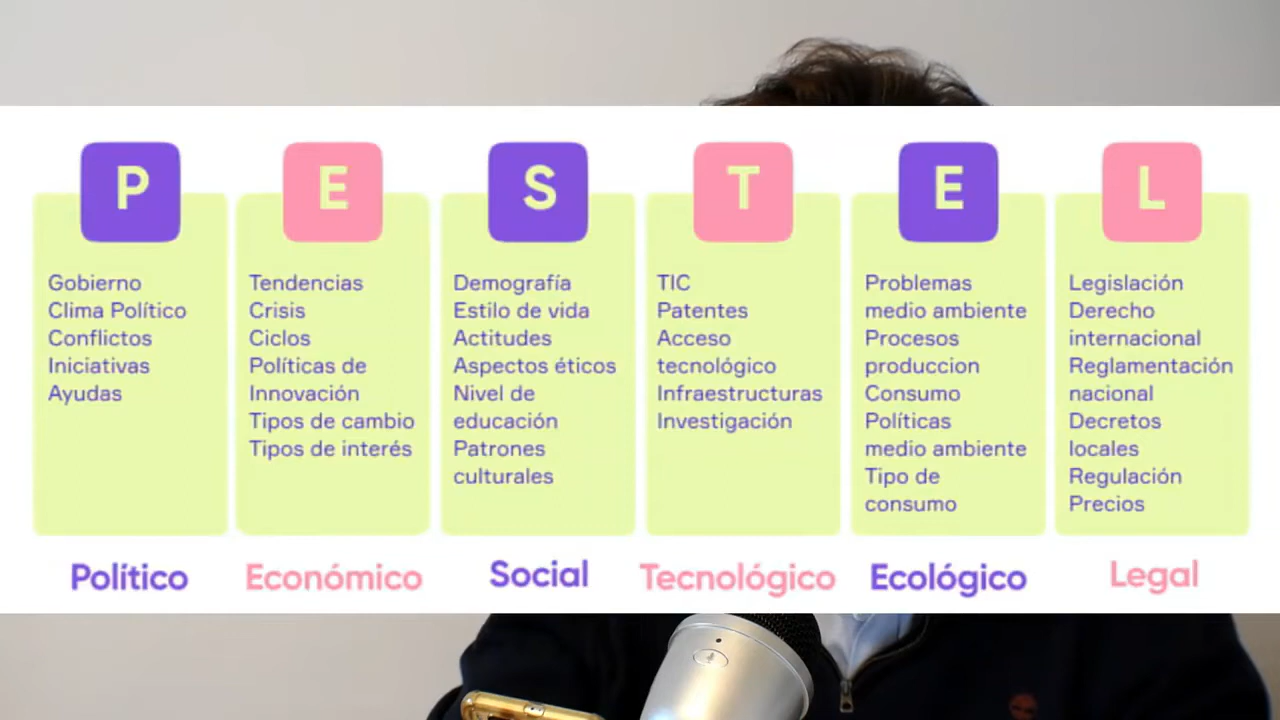 P
Gobierno
Clima Político
Conflictos
Iniciativas
Ayudas
Político
E
Tendencias
Crisis
Ciclos
Políticas de
Innovación
Tipos de cambio
Tipos de interés
Económico
S
Demografía
Estilo de vida
Actitudes
Aspectos éticos
Nivel de
educación
Patrones
culturales
Social
T
TIC
Patentes
Acceso
tecnológico
Infraestructuras
Investigación
Tecnológico
E
Problemas
medio ambiente
Procesos
produccion
Consumo
Políticas
medio ambiente
Tipo de
consumo
Ecológico
L
Legislación
Derecho
internacional
Reglamentación
nacional
Decretos
locales
Regulación
Precios
Legal